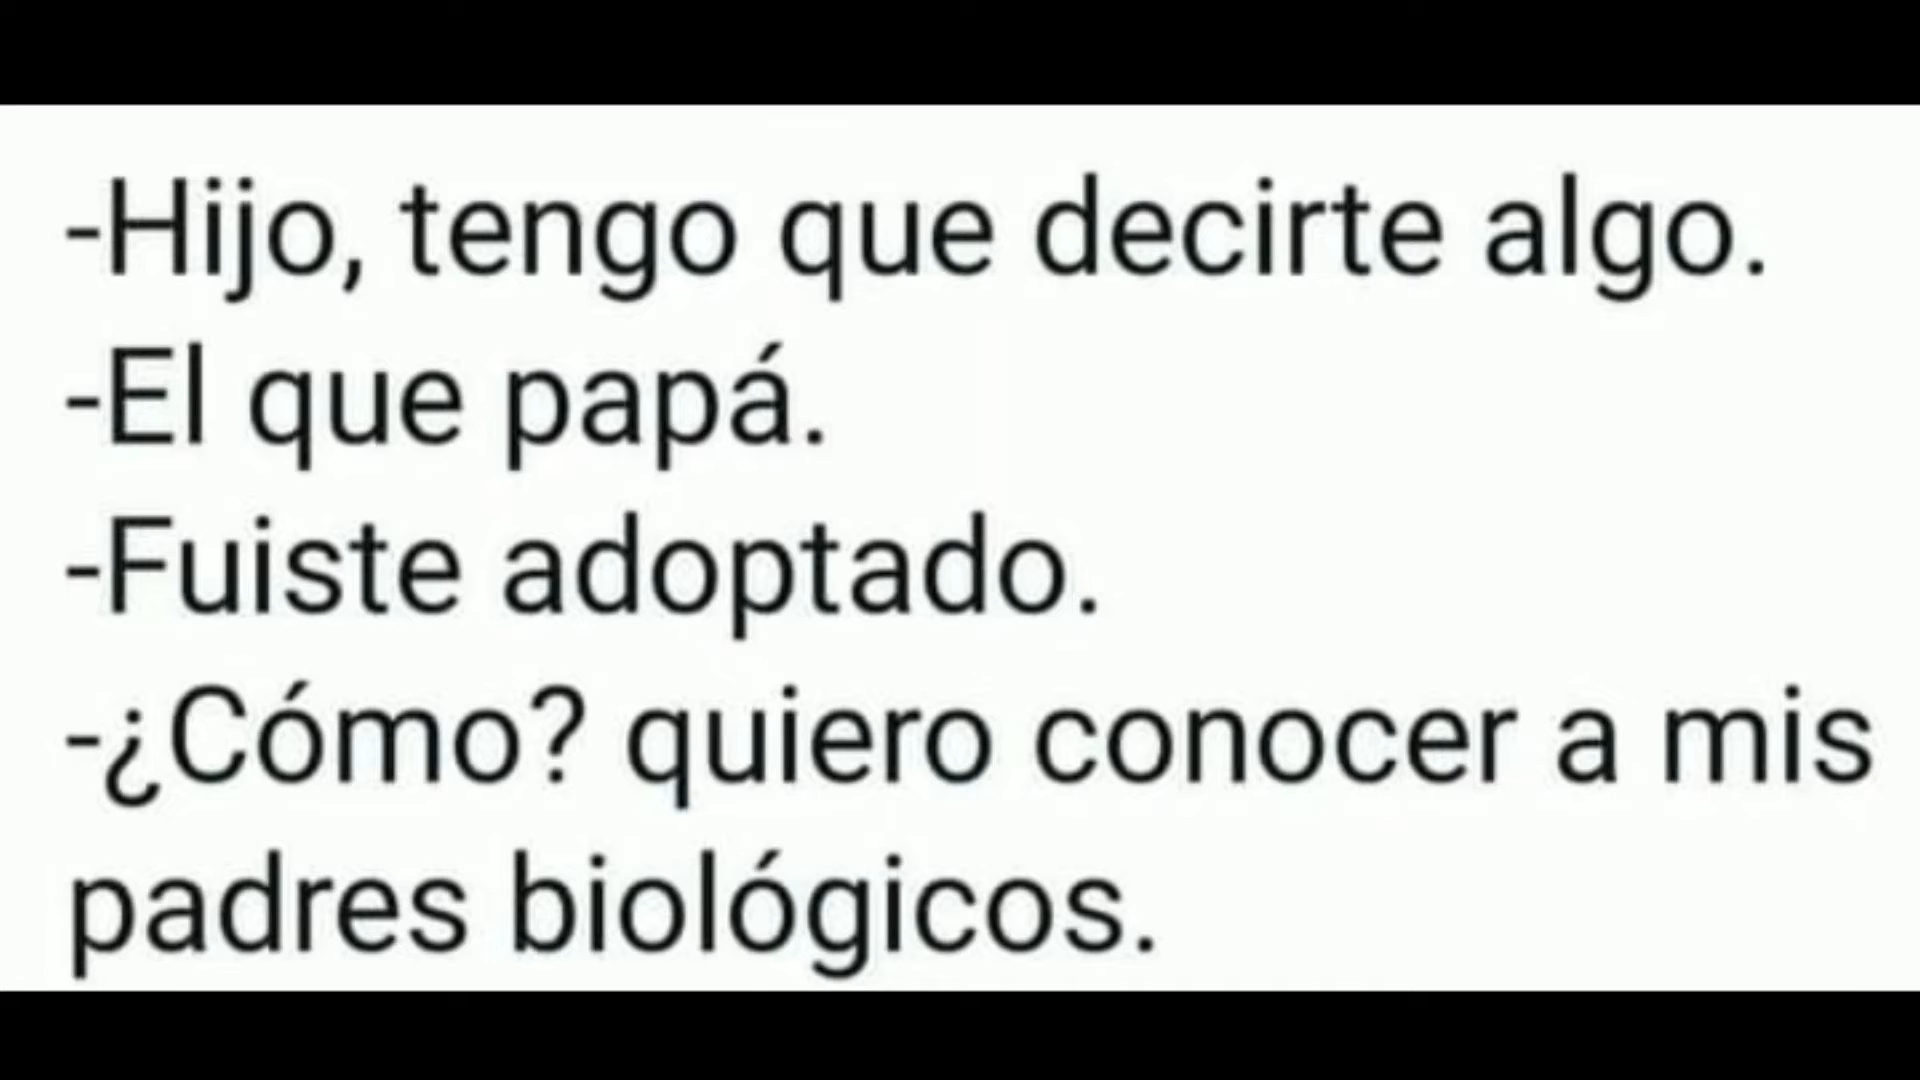 -Hijo, tengo que decirte algo.
-El que papá.
-Fuiste adoptado.
-¿Cómo? quiero conocer a mis
padres biológicos.